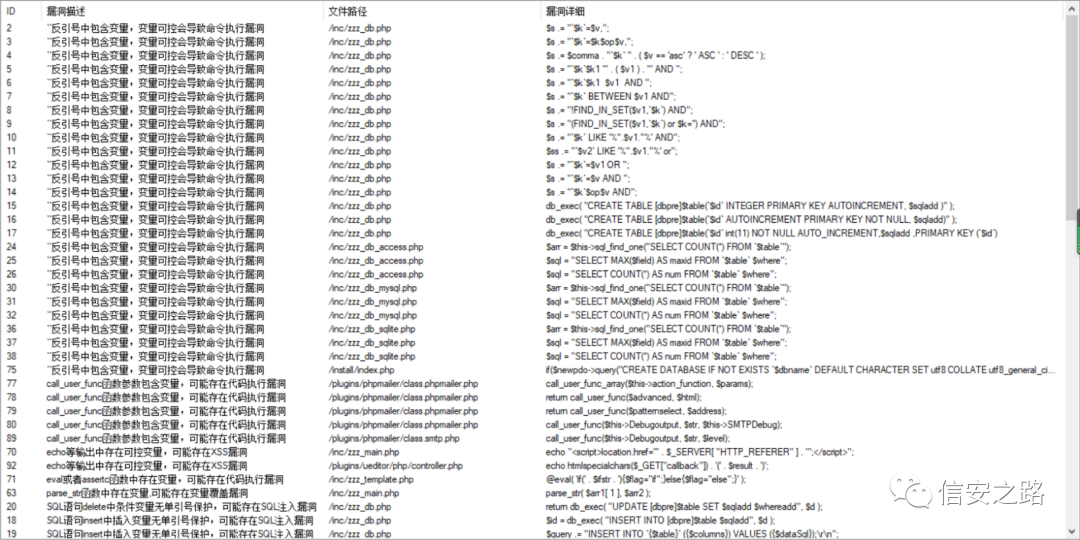 ID 漏洞描述 文件路径 漏洞详细
2 ``反引号中包含变量，变量可控会导致命令执行漏洞 /inc/zzz_db.php $s .= "`$k`=$v,";
3 ``反引号中包含变量，变量可控会导致命令执行漏洞 /inc/zzz_db.php $s .= "`$k`=$k$op$v,";
4 ``反引号中包含变量，变量可控会导致命令执行漏洞 /inc/zzz_db.php $s .= $comma . "`$k` " . ( $v == 'asc' ? ' ASC ' : ' DESC ' );
5 ``反引号中包含变量，变量可控会导致命令执行漏洞 /inc/zzz_db.php $s .= "`$k`$k1 '" . ( $v1 ) . "' AND ";
6 ``反引号中包含变量，变量可控会导致命令执行漏洞 /inc/zzz_db.php $s .= "`$k`$k1 $v1 AND ";
7 ``反引号中包含变量，变量可控会导致命令执行漏洞 /inc/zzz_db.php $s .= "`$k` BETWEEN $v1 AND";
8 ``反引号中包含变量，变量可控会导致命令执行漏洞 /inc/zzz_db.php $s .= "!FIND_IN_SET($v1,`$k`) AND";
9 ``反引号中包含变量，变量可控会导致命令执行漏洞 /inc/zzz_db.php $s .= "(FIND_IN_SET($v1,`$k`) or $k='') AND";
10 ``反引号中包含变量，变量可控会导致命令执行漏洞 /inc/zzz_db.php $s .= "`$k` LIKE '%".$v1."%' AND";
11 ``反引号中包含变量，变量可控会导致命令执行漏洞 /inc/zzz_db.php $ss .= "`$v2` LIKE '%".$v1."%' or";
12 ``反引号中包含变量，变量可控会导致命令执行漏洞 /inc/zzz_db.php $s .= "`$k`=$v1 OR ";
13 ``反引号中包含变量，变量可控会导致命令执行漏洞 /inc/zzz_db.php $s .= "`$k`=$v AND ";
14 ``反引号中包含变量，变量可控会导致命令执行漏洞 /inc/zzz_db.php $s .= "`$k`$op$v AND";
15 ``反引号中包含变量，变量可控会导致命令执行漏洞 /inc/zzz_db.php db_exec( "CREATE TABLE [dbpre]$table(`$id` INTEGER PRIMARY KEY AUTOINCREMENT, $sqladd )" );
16 ``反引号中包含变量，变量可控会导致命令执行漏洞 /inc/zzz_db.php db_exec( "CREATE TABLE [dbpre]$table(`$id` AUTOINCREMENT PRIMARY KEY NOT NULL, $sqladd)" );
17 ``反引号中包含变量，变量可控会导致命令执行漏洞 /inc/zzz_db.php db_exec( "CREATE TABLE [dbpre]$table(`$id` int(11) NOT NULL AUTO_INCREMENT,$sqladd ,PRIMARY KEY (`$id`)
24 ``反引号中包含变量，变量可控会导致命令执行漏洞 /inc/zzz_db_access.php $arr = $this->sql_find_one("SELECT COUNT(*) FROM `$table`");
25 ``反引号中包含变量，变量可控会导致命令执行漏洞 /inc/zzz_db_access.php $sql = "SELECT MAX($field) AS maxid FROM `$table` $where";
26 ``反引号中包含变量，变量可控会导致命令执行漏洞 /inc/zzz_db_access.php $sql = "SELECT COUNT(*) AS num FROM `$table` $where";
30 ``反引号中包含变量，变量可控会导致命令执行漏洞 /inc/zzz_db_mysql.php $arr = $this->sql_find_one("SELECT COUNT(*) FROM `$table`");
31 ``反引号中包含变量，变量可控会导致命令执行漏洞 /inc/zzz_db_mysql.php $sql = "SELECT MAX($field) AS maxid FROM `$table` $where";
32 ``反引号中包含变量，变量可控会导致命令执行漏洞 /inc/zzz_db_mysql.php $sql = "SELECT COUNT(*) AS num FROM `$table` $where";
36 ``反引号中包含变量，变量可控会导致命令执行漏洞 /inc/zzz_db_sqlite.php $arr = $this->sql_find_one("SELECT COUNT(*) FROM `$table`");
37 ``反引号中包含变量，变量可控会导致命令执行漏洞 /inc/zzz_db_sqlite.php $sql = "SELECT MAX($field) AS maxid FROM `$table` $where";
38 ``反引号中包含变量，变量可控会导致命令执行漏洞 /inc/zzz_db_sqlite.php $sql = "SELECT COUNT(*) AS num FROM `$table` $where";
75 ``反引号中包含变量，变量可控会导致命令执行漏洞 /install/index.php if($newpdo->query("CREATE DATABASE IF NOT EXISTS `$dbname` DEFAULT CHARACTER SET utf8 COLLATE utf8_general_ci...
77 call_user_func函数参数包含变量，可能存在代码执行漏洞 /plugins/phpmailer/class.phpmailer.php call_user_func_array($this->action_function, $params);
78 call_user_func函数参数包含变量，可能存在代码执行漏洞 /plugins/phpmailer/class.phpmailer.php return call_user_func($advanced, $html);
79 call_user_func函数参数包含变量，可能存在代码执行漏洞 /plugins/phpmailer/class.phpmailer.php return call_user_func($patternselect, $address);
80 call_user_func函数参数包含变量，可能存在代码执行漏洞 /plugins/phpmailer/class.phpmailer.php call_user_func($this->Debugoutput, $str, $this->SMTPDebug);
89 call_user_func函数参数包含变量，可能存在代码执行漏洞 /plugins/phpmailer/class.smtp.php call_user_func($this->Debugoutput, $str, $level);
70 echo等输出中存在可控变量，可能存在XSS漏洞 /inc/zzz_main.php echo "<script>location.href='" . $_SERVER[ "HTTP_REFERER" ] . "';</script>";
92 echo等输出中存在可控变量，可能存在XSS漏洞 /plugins/ueditor/php/controller.php echo htmlspecialchars($_GET["callback"]) . '(' . $result . ')';
71 eval或者assertc函数中存在变量，可能存在代码执行漏洞 /inc/zzz_template.php @eval( 'if(' . $ifstr . '){$flag="if";}else{$flag="else";}' );
63 parse_str函数中存在变量,可能存在变量覆盖漏洞 /inc/zzz_main.php parse_str( $arr1[ 1 ], $arr2 );
20 SQL语句delete中条件变量无单引号保护，可能存在SQL注入漏洞 /inc/zzz_db.php return db_exec( "UPDATE [dbpre]$table SET $sqladd $whereadd", $d );
18 SQL语句insert中插入变量无单引号保护，可能存在SQL注入漏洞 /inc/zzz_db.php $id = db_exec( "INSERT INTO [dbpre]$table $sqladd", $d );
19 SQL语句insert中插入变量无单引号保护，可能存在SQL注入漏洞 /inc/zzz_db.php $query .= "INSERT INTO `{$table}` ({$columns}) VALUES ({$dataSql});\r\n";
信安之路